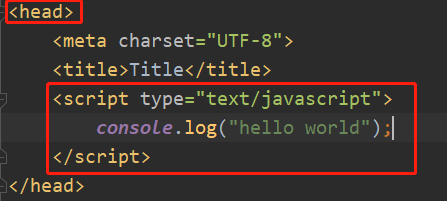 <head>
<meta charset="UTF-8">
<title>Title</title>
<script type="text/javascript">
console.log("hello world");
</script>
</head>